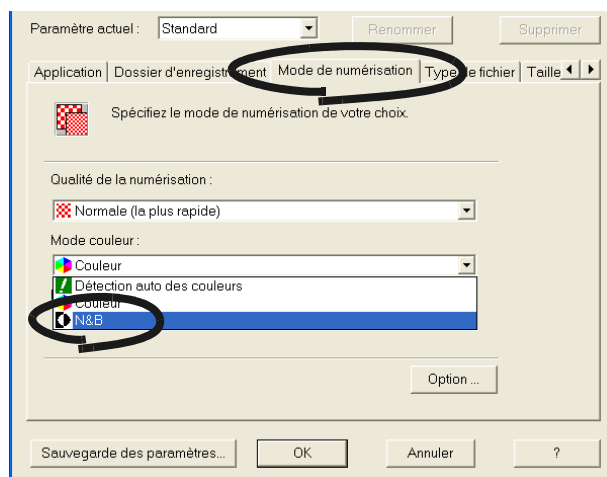 Paramètre actuel : Standard Renommer Supprimer
Application Dossier d'enregistrement Mode de numérisation Type de fichier Taille
Spécifiez le mode de numérisation de votre choix.
Qualité de la numérisation :
Normale (la plus rapide)
Mode couleur :
Couleur
Détection auto des couleurs
Couleur
N&B
Option ...
Sauvegarde des paramètres... OK Annuler ?